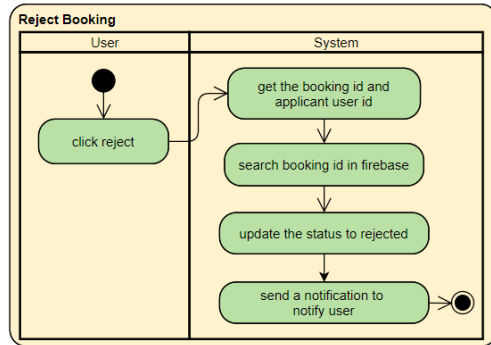 Reject Booking
User
System
get the booking id and
applicant user id
click reject
search booking id in firebase
update the status to rejected
send a notification to
notify user